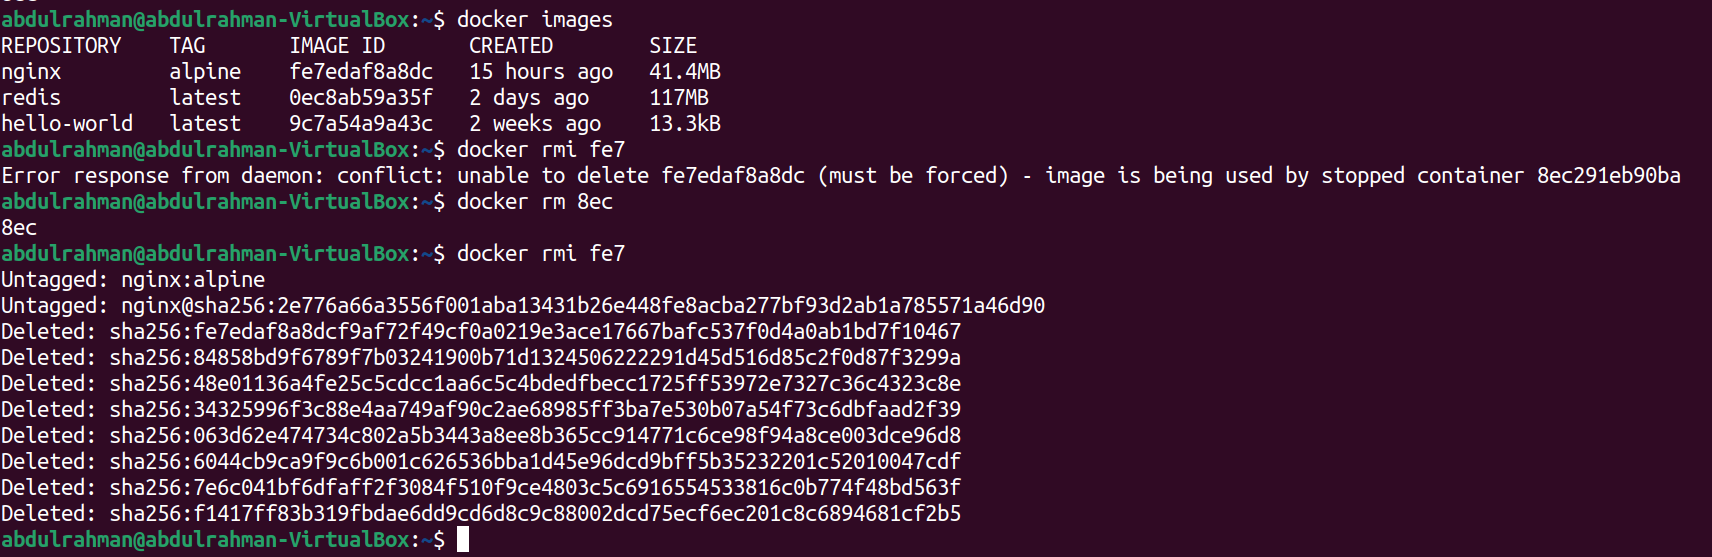 abdulrahman@abdulrahman-VirtualBox:~$ docker images
REPOSITORY    TAG       IMAGE ID       CREATED        SIZE
nginx         alpine    fe7edaf8a8dc   15 hours ago   41.4MB
redis         latest    0ec8ab59a35f   2 days ago     117MB
hello-world   latest    9c7a54a9a43c   2 weeks ago    13.3kB
abdulrahman@abdulrahman-VirtualBox:~$ docker rmi fe7
Error response from daemon: conflict: unable to delete fe7edaf8a8dc (must be forced) - image is being used by stopped container 8ec291eb90ba
abdulrahman@abdulrahman-VirtualBox:~$ docker rm 8ec
8ec
abdulrahman@abdulrahman-VirtualBox:~$ docker rmi fe7
Untagged: nginx:alpine
Untagged: nginx@sha256:2e776a66a3556f001aba13431b26e448fe8acba277bf93d2ab1a785571a46d90
Deleted: sha256:fe7edaf8a8dcf9af72f49cf0a0219e3ace17667bafc537f0d4a0ab1bd7f10467
Deleted: sha256:84858bd9f6789f7b03241900b71d1324506222291d45d516d85c2f0d87f3299a
Deleted: sha256:48e01136a4fe25c5cdcc1aa6c5c4bdedfbecc1725ff53972e7327c36c4323c8e
Deleted: sha256:34325996f3c88e4aa749af90c2ae68985ff3ba7e530b07a54f73c6dbfaad2f39
Deleted: sha256:063d62e474734c802a5b3443a8ee8b365cc914771c6ce98f94a8ce003dce96d8
Deleted: sha256:6044cb9ca9f9c6b001c626536bba1d45e96dcd9bff5b35232201c52010047cdf
Deleted: sha256:7e6c041bf6dfaff2f3084f510f9ce4803c5c6916554533816c0b774f48bd563f
Deleted: sha256:f1417ff83b319fbdae6dd9cd6d8c9c88002dcd75ecf6ec201c8c6894681cf2b5
abdulrahman@abdulrahman-VirtualBox:~$